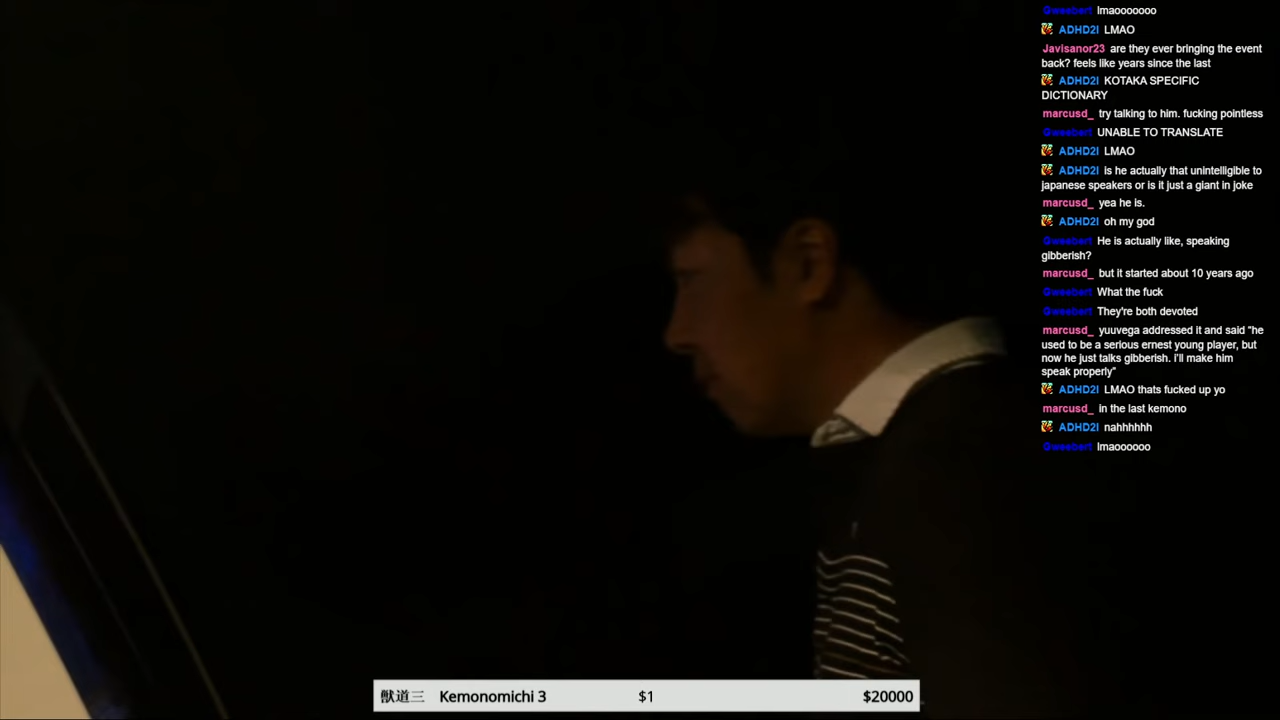 Gweebert lmaooooooo
ADHD2I LMAO
Javisanor23 are they ever bringing the event
back? feels like years since the last
ADHD2I KOTAKA SPECIFIC
DICTIONARY
marcusd_ try talking to him. fucking pointless
Gweebert UNABLE TO TRANSLATE
ADHD2I LMAO
ADHD2I is he actually that unintelligible to
japanese speakers or is it just a giant in joke
marcusd_ yea he is.
ADHD2I oh my god
Gweebert He is actually like, speaking
gibberish?
marcusd_ but it started about 10 years ago
Gweebert What the fuck
Gweebert They're both devoted
marcusd_ yuuvega addressed it and said "he
used to be a serious ernest young player, but
now he just talks gibberish. i'll make him
speak properly"
ADHD2I LMAO thats fucked up yo
marcusd_ in the last kemono
ADHD2I nahhhhhh
Gweebert lmaoooooo
獣道三 Kemonomichi 3 $1 $20000